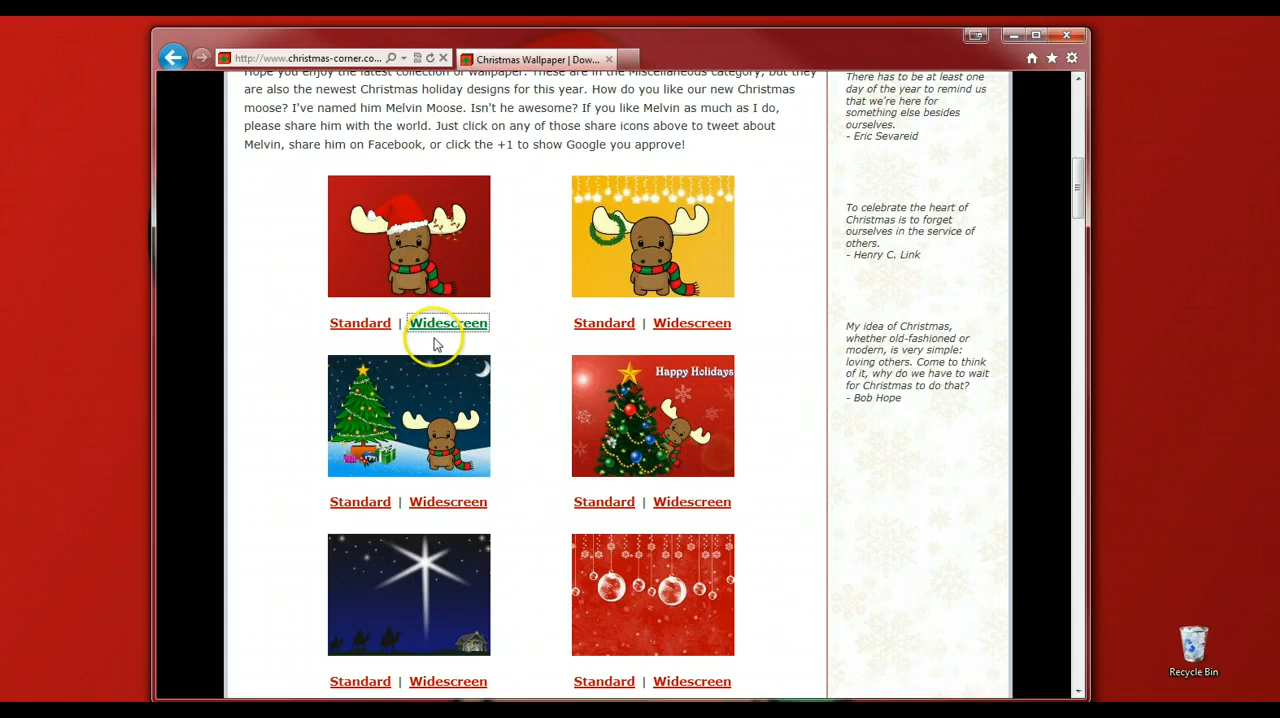 http://www.christmas-corner.co...
Christmas Wallpaper | Dow...
Hope you enjoy the latest collection of wallpaper. These are in the Miscellaneous category, but they
are also the newest Christmas holiday designs for this year. How do you like our new Christmas
moose? I've named him Melvin Moose. Isn't he awesome? If you like Melvin as much as I do,
please share him with the world. Just click on any of those share icons above to tweet about
Melvin, share him on Facebook, or click the +1 to show Google you approve!
Standard | Widescreen
Standard | Widescreen
Happy Holidays
Standard | Widescreen
Standard | Widescreen
Standard | Widescreen
Standard | Widescreen
There has to be at least one
day of the year to remind us
that we're here for
something else besides
ourselves.
- Eric Sevareid
To celebrate the heart of
Christmas is to forget
ourselves in the service of
others.
- Henry C. Link
My idea of Christmas,
whether old-fashioned or
modern, is very simple:
loving others. Come to think
of it, why do we have to wait
for Christmas to do that?
- Bob Hope
Recycle Bin